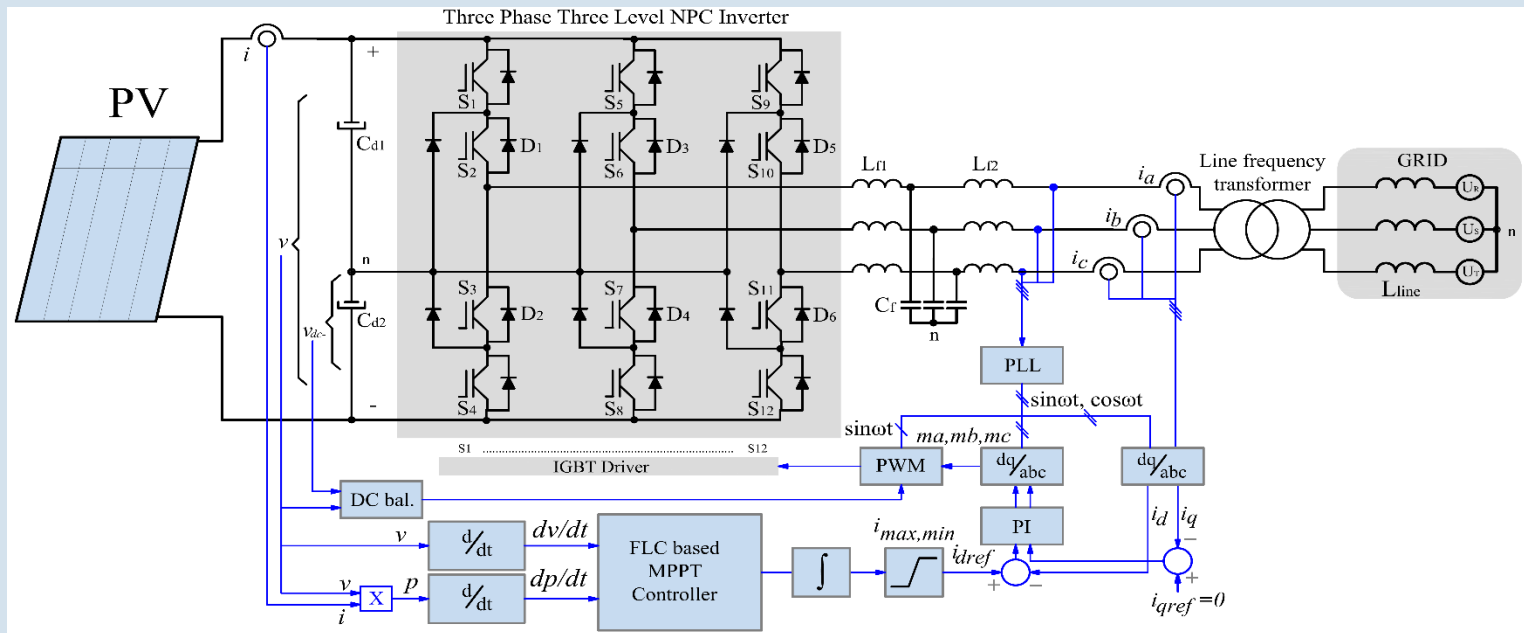 Three Phase Three Level NPC Inverter
i
+
PV
S1
S5
S9
Cd1
S2
D1
S6
D3
S10
D5
Lf1
Lf2
ia
Line frequency
transformer
GRID
UR
v
ib
US
n
n
ic
UT
Lline
S3
S7
S11
Cd2
D2
D4
D6
vdc-
Cf
n
PLL
-
S4
S8
S12
sinωt, cosωt
sinωt
ma,mb,mc
S1 ........ S12
IGBT Driver
PWM
dq/abc
dq/abc
DC bal.
id
iq
PI
v
d/dt
dv/dt
FLC based
MPPT
Controller
imax,min
idref
∫
-
+
-
+
v
X
p
d/dt
dp/dt
i
iqref =0